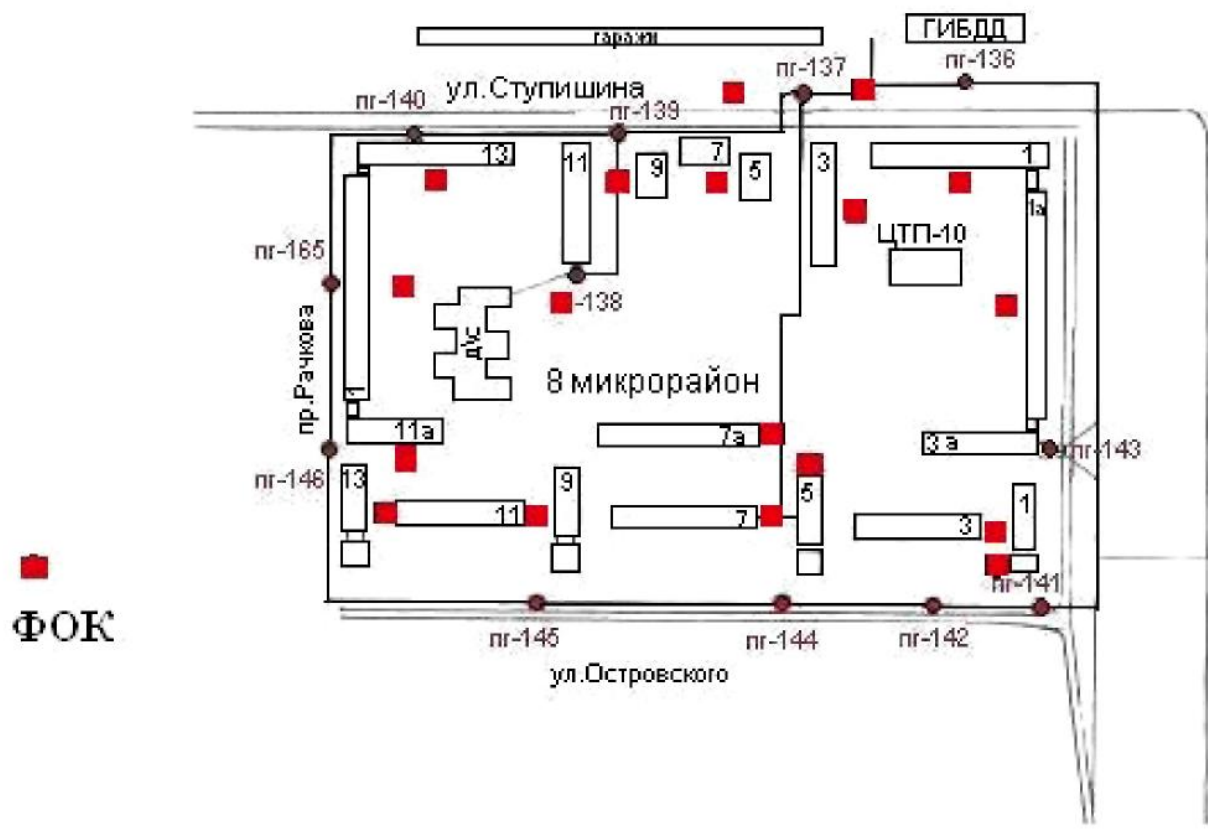 ГИБДД
гаражи
пг-136
пг-137
ул.Ступишина
пг-140
пг-139
13
11
9
7
5
3
1
1а
ЦТП-10
пг-165
-138
д\с
пр.Рачкова
8 микрорайон
1
11а
7а
3 а
пг-143
пг-146
13
9
5
1
11
7
3
ФОК
пг-141
пг-145
пг-144
пг-142
ул.Островского